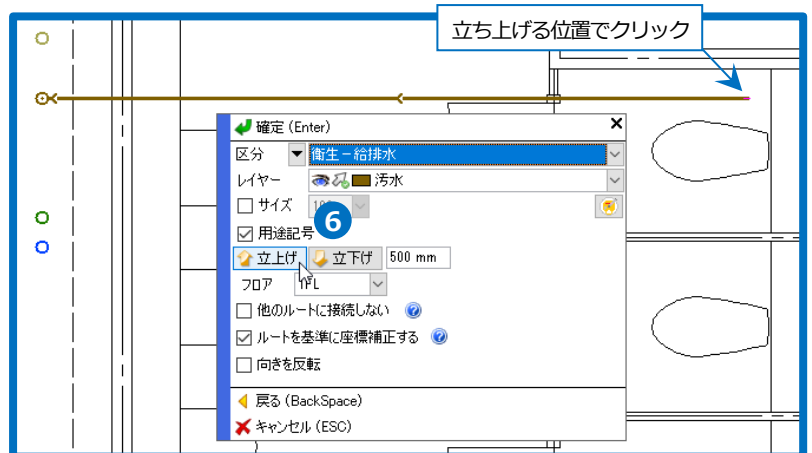 立ち上げる位置でクリック
確定 (Enter)
区分 衛生－給排水
レイヤー 汚水
サイズ
6
用途記号
立上げ 立下げ 500 mm
フロア 1FL
他のルートに接続しない
ルートを基準に座標補正する
向きを反転
戻る (BackSpace)
キャンセル (ESC)